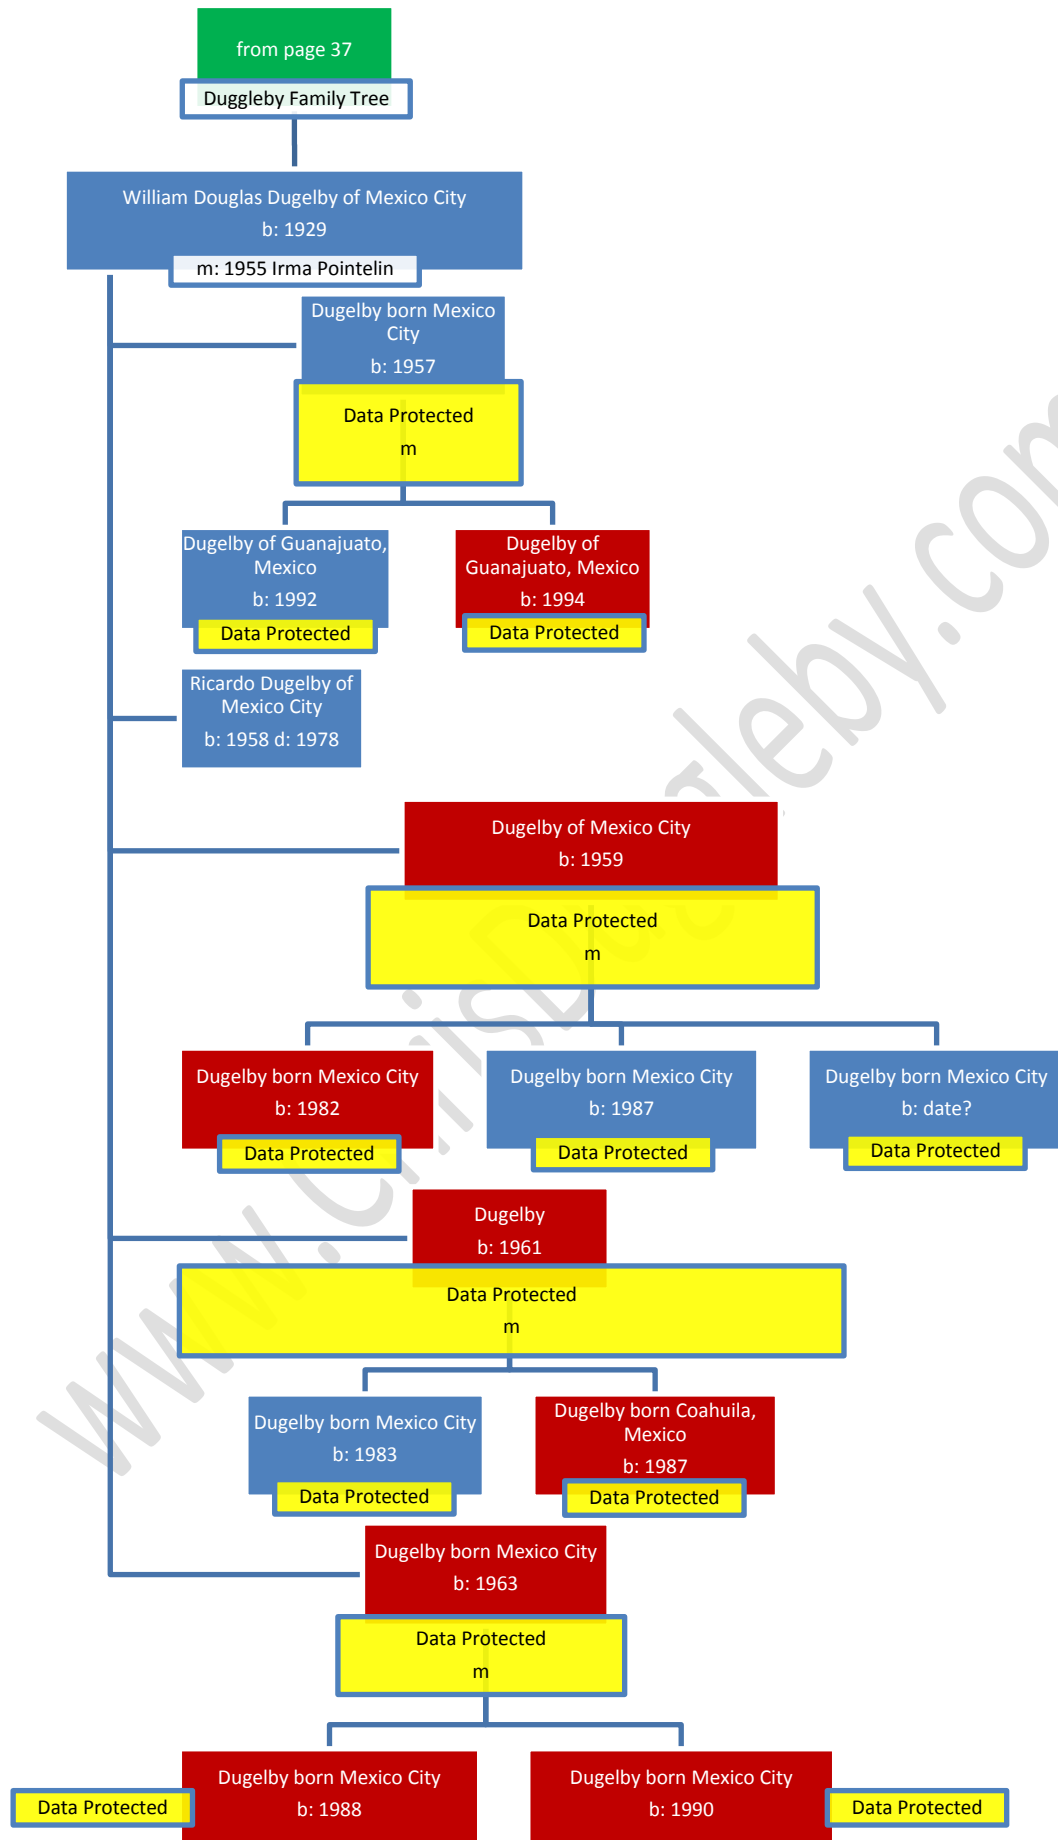 from page 37
Duggleby Family Tree
William Douglas Dugelby of Mexico City
b: 1929
m: 1955 Irma Pointelin
Dugelby born Mexico
City
b: 1957
Data Protected
m
Dugelby of Guanajuato,
Mexico
b: 1992
Data Protected
Dugelby of
Guanajuato, Mexico
b: 1994
Data Protected
Ricardo Dugelby of
Mexico City
b: 1958 d: 1978
Dugelby of Mexico City
b: 1959
Data Protected
m
Dugelby born Mexico City
b: 1982
Data Protected
Dugelby born Mexico City
b: 1987
Data Protected
Dugelby born Mexico City
b: date?
Data Protected
Dugelby
b: 1961
Data Protected
m
Dugelby born Mexico City
b: 1983
Data Protected
Dugelby born Coahuila,
Mexico
b: 1987
Data Protected
Dugelby born Mexico City
b: 1963
Data Protected
m
Dugelby born Mexico City
b: 1988
Data Protected
Dugelby born Mexico City
b: 1990
Data Protected